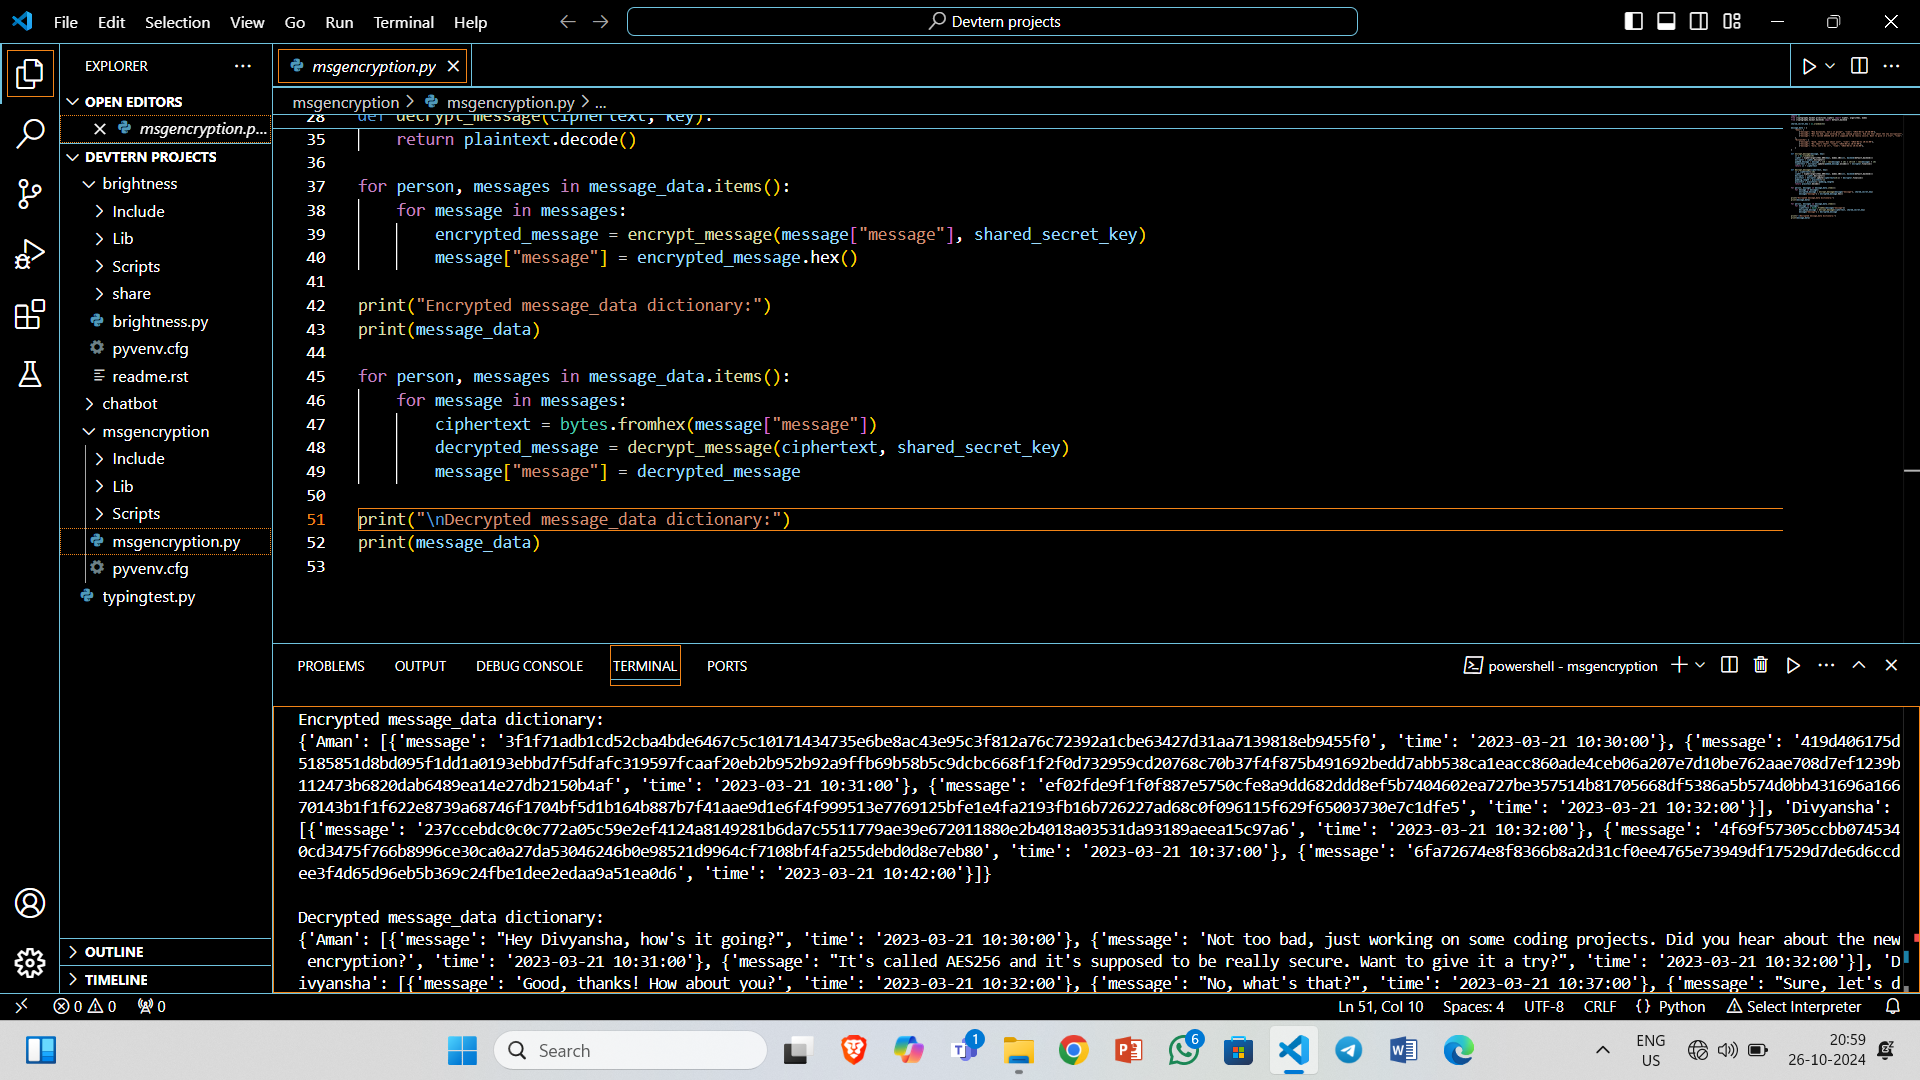 File Edit Selection View Go Run Terminal Help
Devtern projects
EXPLORER
OPEN EDITORS
msgencryption.p...
DEVTERN PROJECTS
brightness
Include
Lib
Scripts
share
brightness.py
pyvenv.cfg
readme.rst
chatbot
msgencryption
Include
Lib
Scripts
msgencryption.py
pyvenv.cfg
typingtest.py
OUTLINE
TIMELINE
msgencryption.py
msgencryption > msgencryption.py > ...
28 def decrypt_message(ciphertext, key):
35     return plaintext.decode()
36
37 for person, messages in message_data.items():
38     for message in messages:
39         encrypted_message = encrypt_message(message["message"], shared_secret_key)
40         message["message"] = encrypted_message.hex()
41
42 print("Encrypted message_data dictionary:")
43 print(message_data)
44
45 for person, messages in message_data.items():
46     for message in messages:
47         ciphertext = bytes.fromhex(message["message"])
48         decrypted_message = decrypt_message(ciphertext, shared_secret_key)
49         message["message"] = decrypted_message
50
51 print("\nDecrypted message_data dictionary:")
52 print(message_data)
53
PROBLEMS OUTPUT DEBUG CONSOLE TERMINAL PORTS
powershell - msgencryption
Encrypted message_data dictionary:
{'Aman': [{'message': '3f1f71adb1cd52cba4bde6467c5c10171434735e6be8ac43e95c3f812a76c72392a1cbe63427d31aa7139818eb9455f0', 'time': '2023-03-21 10:30:00'}, {'message': '419d406175d
5185851d8bd095f1dd1a0193ebbd7f5dfafc319597fcaaf20eb2b952b92a9ffb69b58b5c9dcbc668f1f2f0d732959cd20768c70b37f4f875b491692bedd7abb538ca1eacc860ade4ceb06a207e7d10be762aae708d7ef1239b
112473b6820dab6489ea14e27db2150b4af', 'time': '2023-03-21 10:31:00'}, {'message': 'ef02fde9f1f0f887e5750cfe8a9dd682ddd8ef5b7404602ea727be357514b81705668df5386a5b574d0bb431696a166
70143b1f1f622e8739a68746f1704bf5d1b164b887b7f41aae9d1e6f4f999513e7769125bfe1e4fa2193fb16b726227ad68c0f096115f629f65003730e7c1dfe5', 'time': '2023-03-21 10:32:00'}], 'Divyansha':
[{'message': '237ccebdc0c0c772a05c59e2ef4124a8149281b6da7c5511779ae39e672011880e2b4018a03531da93189aeea15c97a6', 'time': '2023-03-21 10:32:00'}, {'message': '4f69f57305ccbb074534
0cd3475f766b8996ce30ca0a27da53046246b0e98521d9964cf7108bf4fa255debd0d8e7eb80', 'time': '2023-03-21 10:37:00'}, {'message': '6fa72674e8f8366b8a2d31cf0ee4765e73949df17529d7de6d6ccd
ee3f4d65d96eb5b369c24fbe1dee2edaa9a51ea0d6', 'time': '2023-03-21 10:42:00'}]}
Decrypted message_data dictionary:
{'Aman': [{'message': "Hey Divyansha, how's it going?", 'time': '2023-03-21 10:30:00'}, {'message': 'Not too bad, just working on some coding projects. Did you hear about the new
 encryption?', 'time': '2023-03-21 10:31:00'}, {'message': "It's called AES256 and it's supposed to be really secure. Want to give it a try?", 'time': '2023-03-21 10:32:00'}], 'D
ivyansha': [{'message': 'Good, thanks! How about you?', 'time': '2023-03-21 10:32:00'}, {'message': "No, what's that?", 'time': '2023-03-21 10:37:00'}, {'message': "Sure, let's d
0 0 0 Ln 51, Col 10 Spaces: 4 UTF-8 CRLF {} Python Select Interpreter
Search
1
6
ENG
US
20:59
26-10-2024